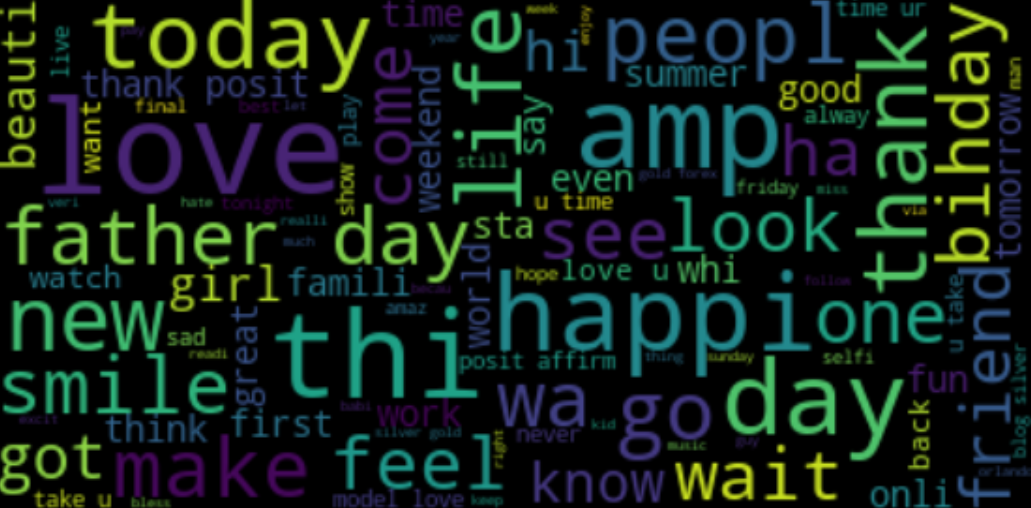 beauti
live
today
time
year
week
enjoy
hi
peopl
time ur
thank posit
final
best
let
want
love
play
come
weekend
life
say
summer
good
alway
amp
ha
thank
bihday
man
tomorrow
still
even
gold forex
friday
miss
via
veri
hate
tonight
show
u time
father day
realli
much
sta
see
look
watch
girl
famili
becau
world
hope
love u
whi
follow
new
sad
readi
great
amaz
thi
happi
one
u take
friend
posit affirm
thing
sunday
selfi
smile
fun
excit
think
first
babi
work
silver gold
wa
never
kid
go
music
guy
day
back
blog silver
orlando
got
make
feel
right
know
wait
onli
take u
bless
model love
keep